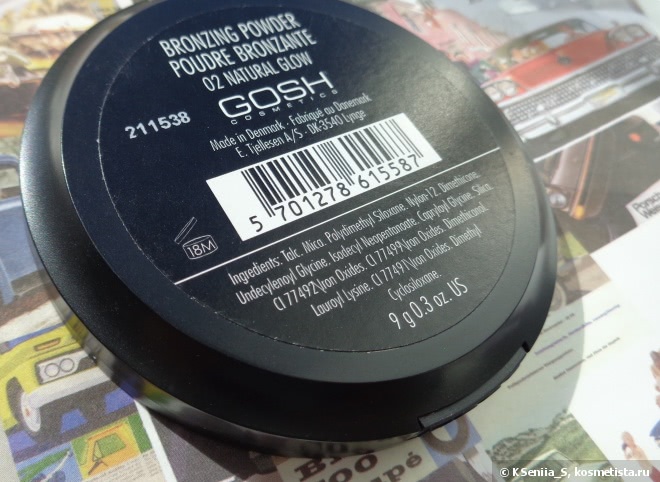 BRONZING POWDER
POUDRE BRONZANTE
02 NATURAL GLOW
GOSH
COSMETICS
211538
Made in Denmark · Fabriqué au Danemark
E. Tjellesen A/S · DK-3540 Lynge
5 701278 615587
18M
Ingredients: Talc. Mica. Polydimethyl Siloxane. Nylon-12. Dimethicone.
Undecylenoyl Glycine. Isodecyl Neopentanoate. Capryloyl Glycine. Silica.
CI 77492\Iron Oxides. CI 77499\Iron Oxides. Dimethiconol.
Lauroyl Lysine. CI 77491\Iron Oxides. Dimethyl
Cyclosiloxane.
9 g 0.3 oz. US
© KSeniia_S, kosmetista.ru